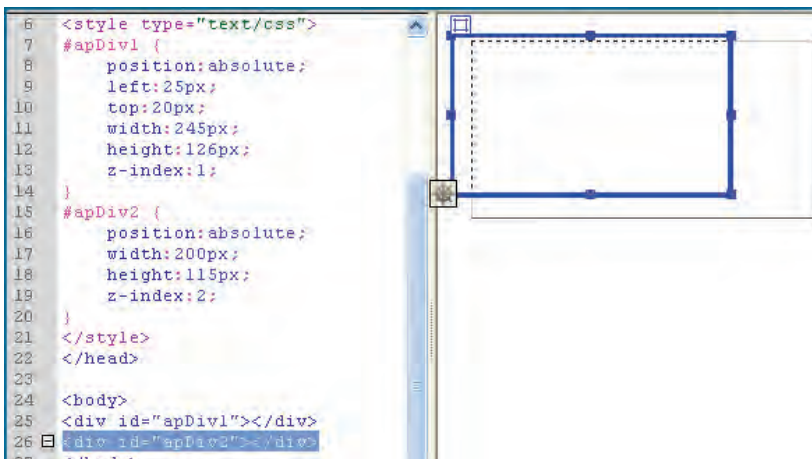 6 <style type="text/css">
7 #apDiv1 {
8 position:absolute;
9 left:25px;
10 top:20px;
11 width:245px;
12 height:126px;
13 z-index:1;
14 }
15 #apDiv2 {
16 position:absolute;
17 width:200px;
18 height:115px;
19 z-index:2;
20 }
21 </style>
22 </head>
23
24 <body>
25 <div id="apDiv1"></div>
26 <div id="apDiv2"></div>